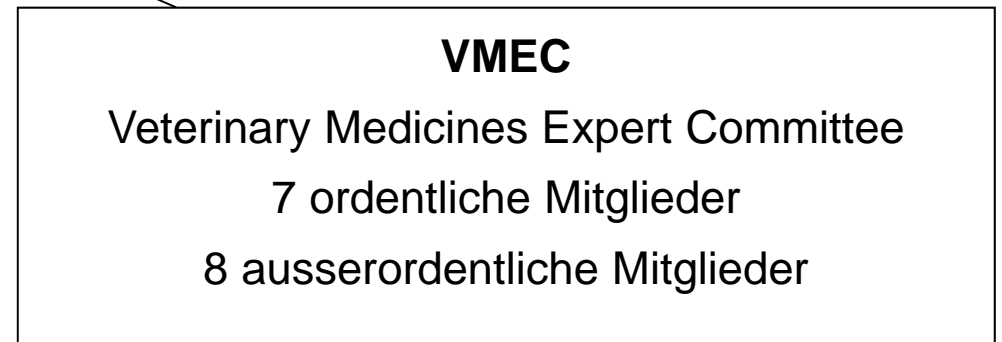 VMEC
Veterinary Medicines Expert Committee
7 ordentliche Mitglieder
8 ausserordentliche Mitglieder